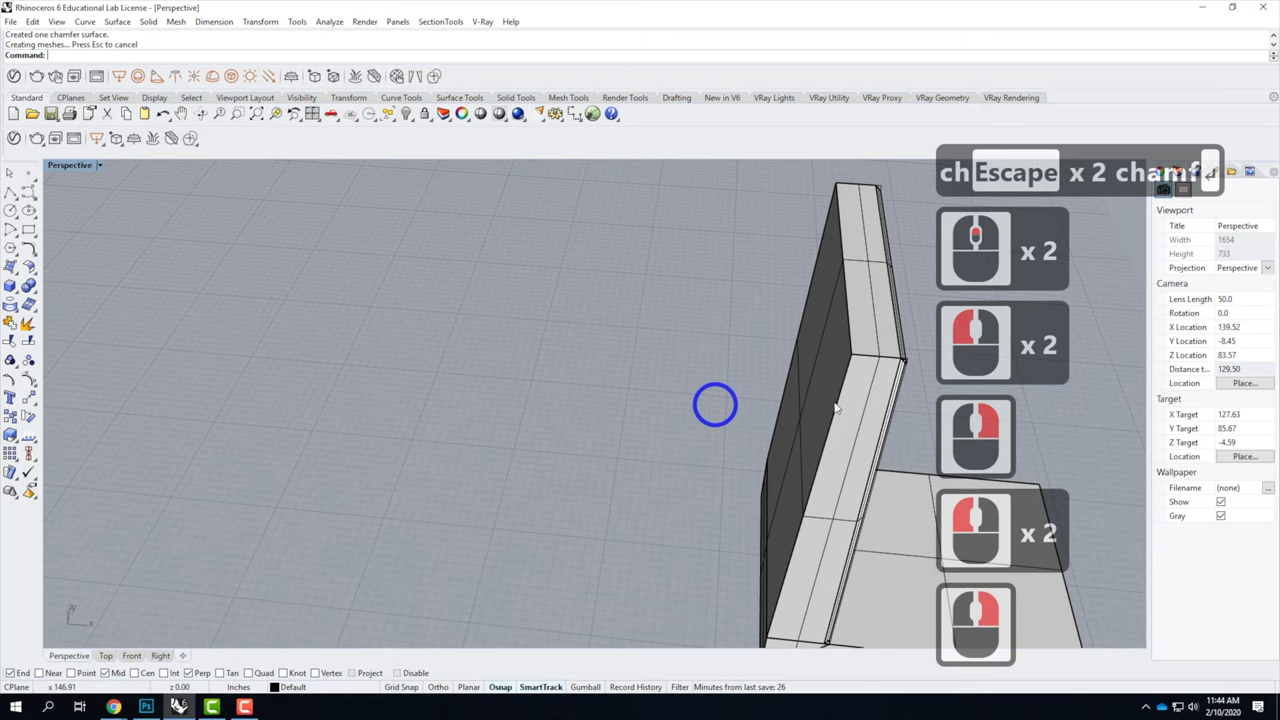 Rhinoceros 6 Educational Lab License - [Perspective]
File Edit View Curve Surface Solid Mesh Dimension Transform Tools Analyze Render Panels SectionTools V-Ray Help
Created one chamfer surface.
Creating meshes... Press Esc to cancel
Command:
Standard CPlanes Set View Display Select Viewport Layout Visibility Transform Curve Tools Surface Tools Solid Tools Mesh Tools Render Tools Drafting New in V6 VRay Lights VRay Utility VRay Proxy VRay Geometry VRay Rendering
Perspective
ch Escape x 2 chamf
x 2
x 2
x 2
Viewport
Title Perspective
Width 1654
Height 733
Projection Perspective
Camera
Lens Length 50.0
Rotation 0.0
X Location 139.52
Y Location -8.45
Z Location 83.57
Distance t... 129.50
Location Place...
Target
X Target 127.63
Y Target 85.67
Z Target -4.59
Location Place...
Wallpaper
Filename (none) ...
Show
Gray
y x
Perspective Top Front Right
End Near Point Mid Cen Int Perp Tan Quad Knot Vertex Project Disable
CPlane x 146.91 z 0.00 Inches Default Grid Snap Ortho Planar Osnap SmartTrack Gumball Record History Filter Minutes from last save: 26
11:44 AM
2/10/2020